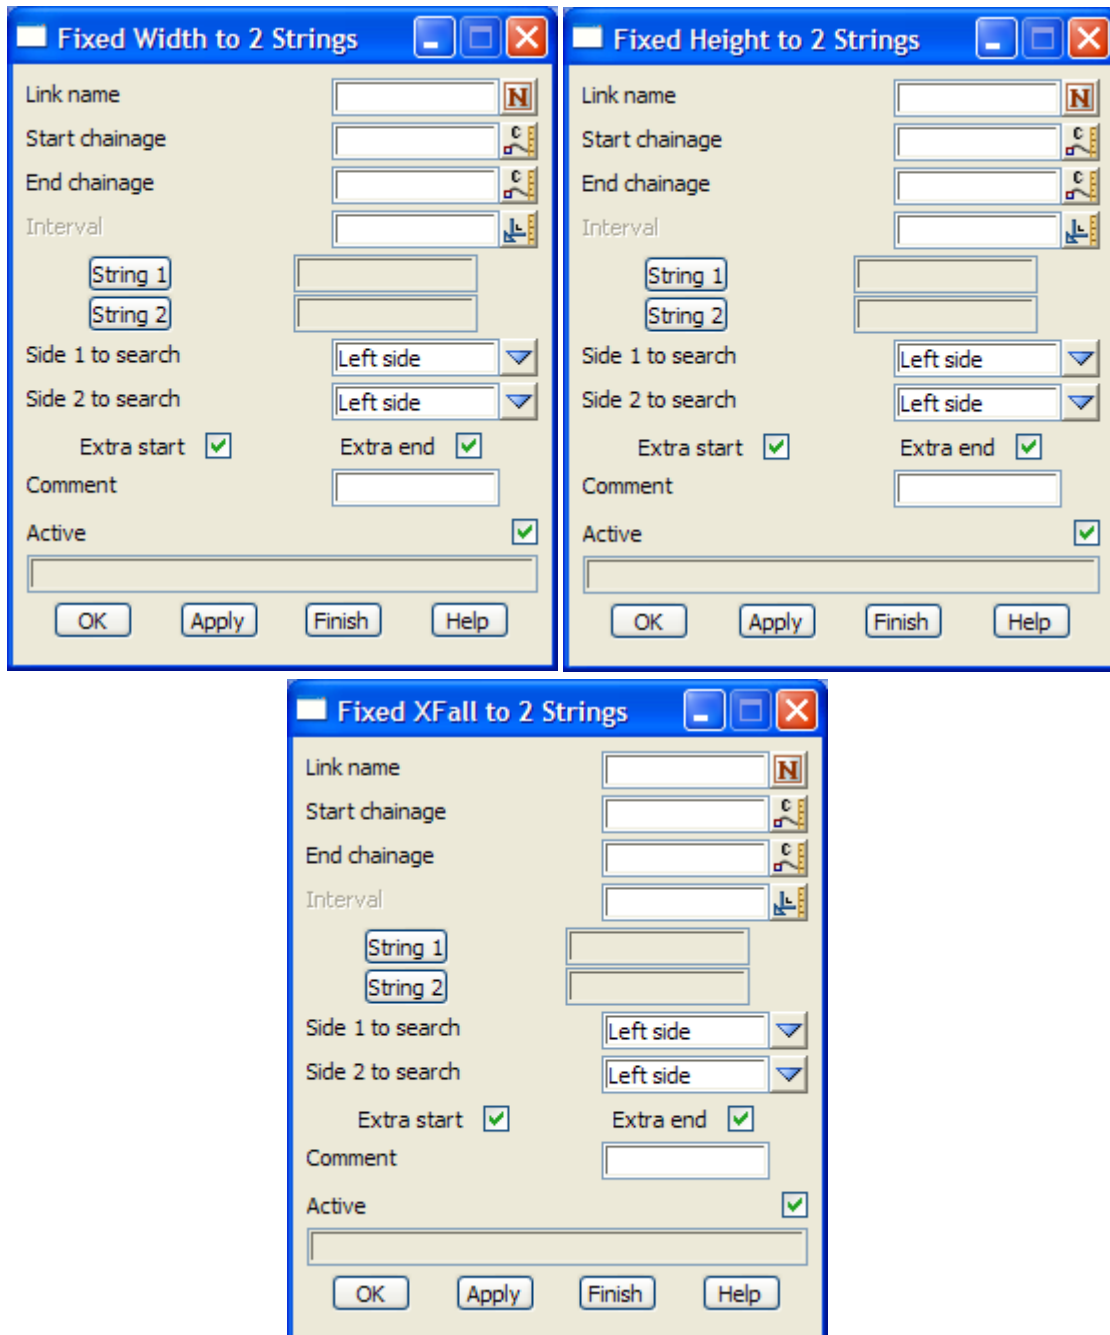 Fixed Width to 2 Strings
Link name
Start chainage
End chainage
Interval
String 1
String 2
Side 1 to search Left side
Side 2 to search Left side
Extra start Extra end
Comment
Active
OK Apply Finish Help
Fixed Height to 2 Strings
Link name
Start chainage
End chainage
Interval
String 1
String 2
Side 1 to search Left side
Side 2 to search Left side
Extra start Extra end
Comment
Active
OK Apply Finish Help
Fixed XFall to 2 Strings
Link name
Start chainage
End chainage
Interval
String 1
String 2
Side 1 to search Left side
Side 2 to search Left side
Extra start Extra end
Comment
Active
OK Apply Finish Help